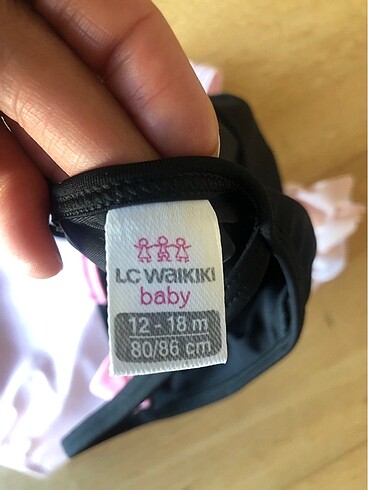 LC WAIKIKI
baby
12 - 18 m
80/86 cm